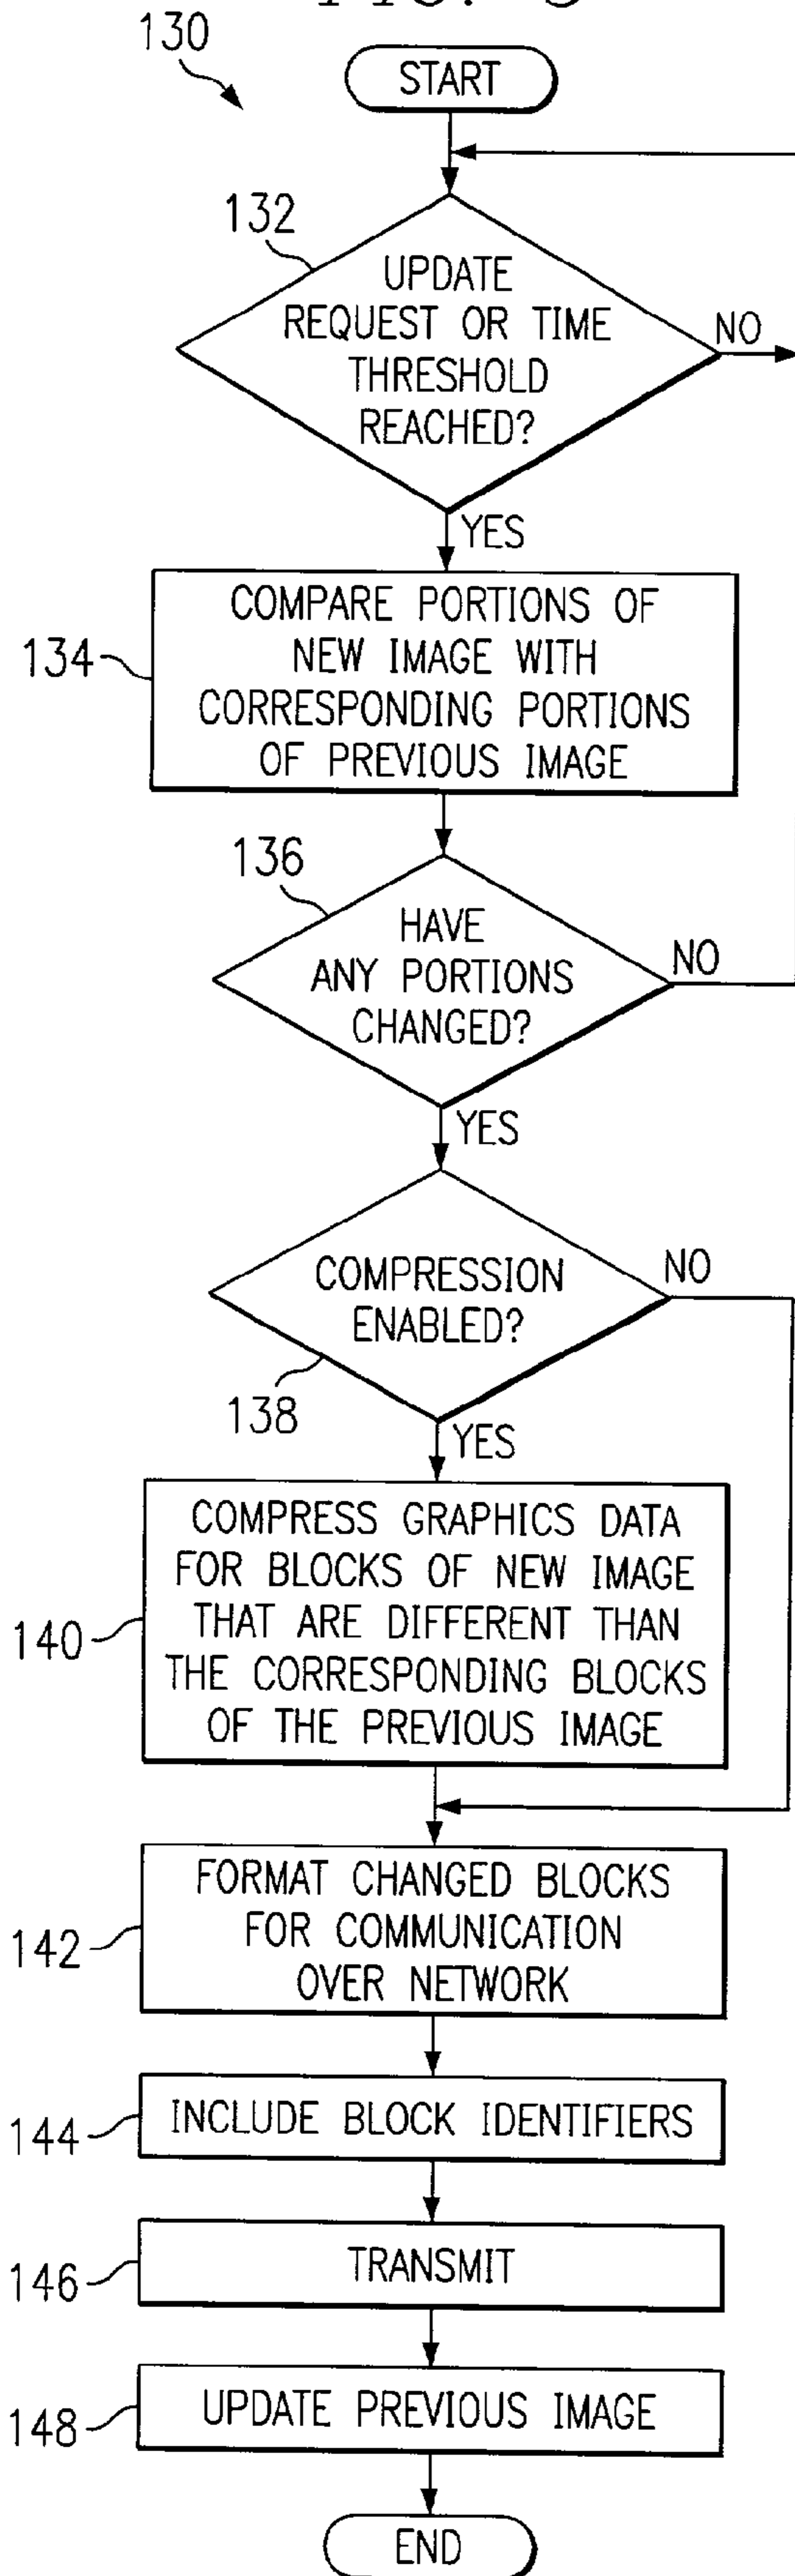 130
START
132
UPDATE
REQUEST OR TIME
THRESHOLD
REACHED?
NO
YES
134
COMPARE PORTIONS OF
NEW IMAGE WITH
CORRESPONDING PORTIONS
OF PREVIOUS IMAGE
136
HAVE
ANY PORTIONS
CHANGED?
NO
YES
COMPRESSION
ENABLED?
NO
138
YES
140
COMPRESS GRAPHICS DATA
FOR BLOCKS OF NEW IMAGE
THAT ARE DIFFERENT THAN
THE CORRESPONDING BLOCKS
OF THE PREVIOUS IMAGE
142
FORMAT CHANGED BLOCKS
FOR COMMUNICATION
OVER NETWORK
144
INCLUDE BLOCK IDENTIFIERS
146
TRANSMIT
148
UPDATE PREVIOUS IMAGE
END